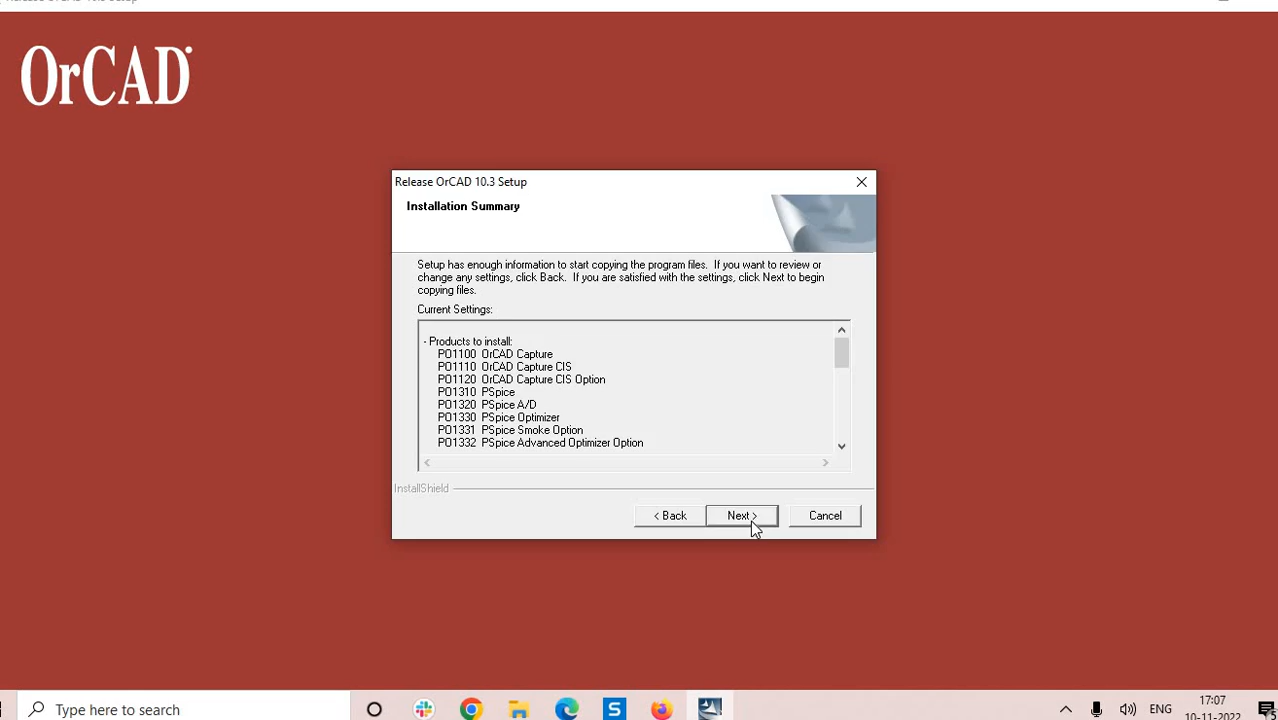 OrCAD
Release OrCAD 10.3 Setup
Installation Summary
Setup has enough information to start copying the program files. If you want to review or
change any settings, click Back. If you are satisfied with the settings, click Next to begin
copying files.
Current Settings:
- Products to install:
PO1100 OrCAD Capture
PO1110 OrCAD Capture CIS
PO1120 OrCAD Capture CIS Option
PO1310 PSpice
PO1320 PSpice A/D
PO1330 PSpice Optimizer
PO1331 PSpice Smoke Option
PO1332 PSpice Advanced Optimizer Option
InstallShield
< Back
Next >
Cancel
Type here to search
S
ENG
17:07
10-11-2022